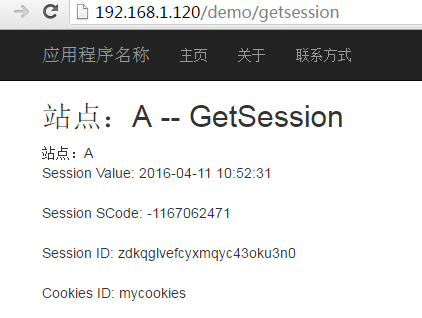 192.168.1.120/demo/getsession
应用程序名称 主页 关于 联系方式
站点：A -- GetSession
站点：A
Session Value: 2016-04-11 10:52:31
Session SCode: -1167062471
Session ID: zdkqglvefcyxmqyc43oku3n0
Cookies ID: mycookies